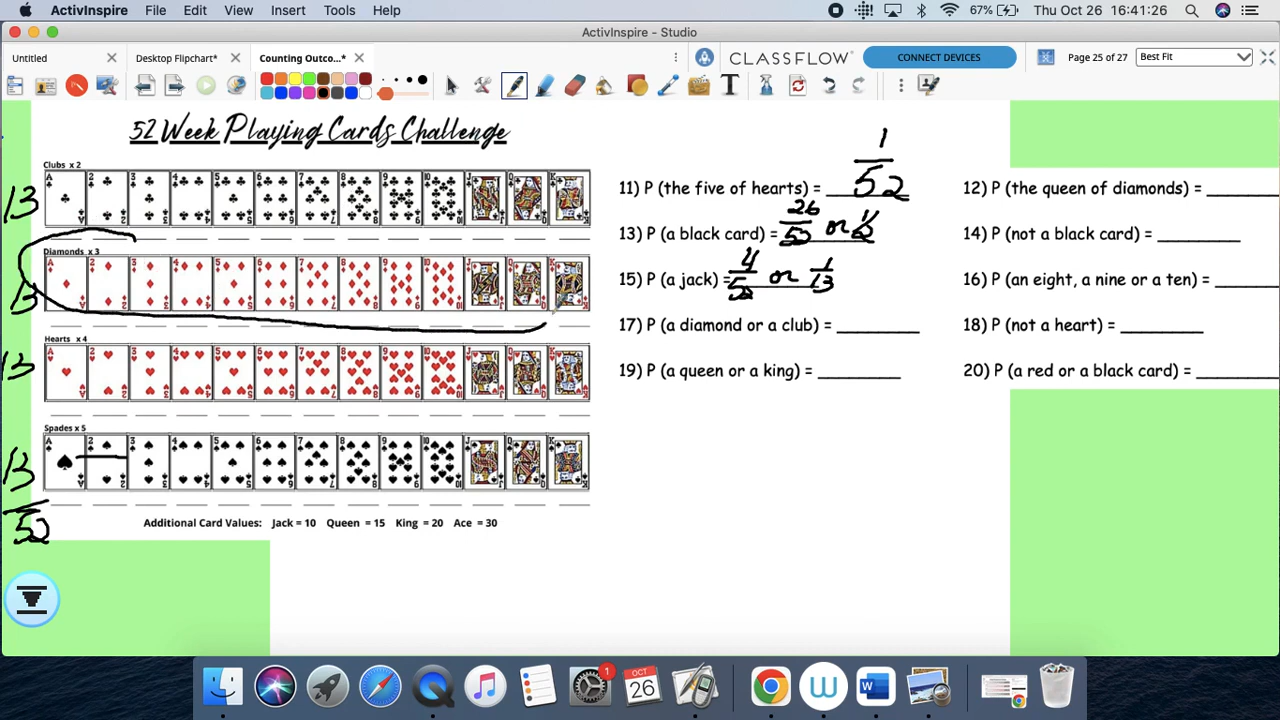 ActivInspire File Edit View Insert Tools Help 67% Thu Oct 26 16:41:26
ActivInspire - Studio
Untitled Desktop Flipchart* Counting Outco...* CLASSFLOW CONNECT DEVICES Page 25 of 27 Best Fit
52 Week Playing Cards Challenge
Clubs x 2
13
Diamonds x 3
13
Hearts x 4
13
Spades x 5
13
52
Additional Card Values: Jack = 10 Queen = 15 King = 20 Ace = 30
11) P (the five of hearts) = 1/52
12) P (the queen of diamonds) =
13) P (a black card) = 26/52 or 1/2
14) P (not a black card) =
15) P (a jack) = 4/52 or 1/13
16) P (an eight, a nine or a ten) =
17) P (a diamond or a club) =
18) P (not a heart) =
19) P (a queen or a king) =
20) P (a red or a black card) =
1
OCT
26
W